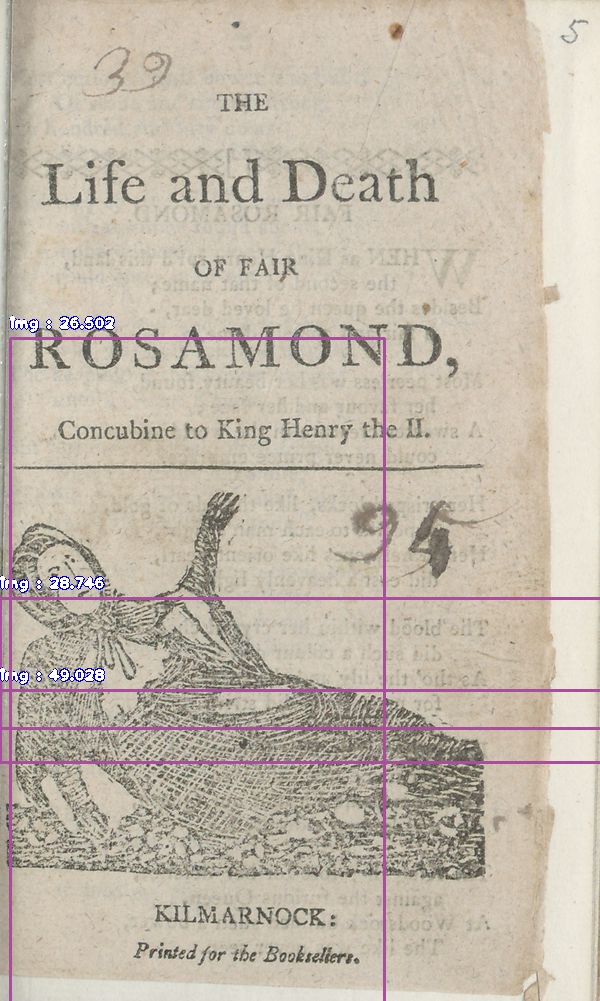 5
39
THE
Life and Death
OF FAIR
Img : 26.502
ROSAMOND,
Concubine to King Henry the II.
95
Img : 28.746
Img : 49.028
KILMARNOCK:
Printed for the Booksellers.